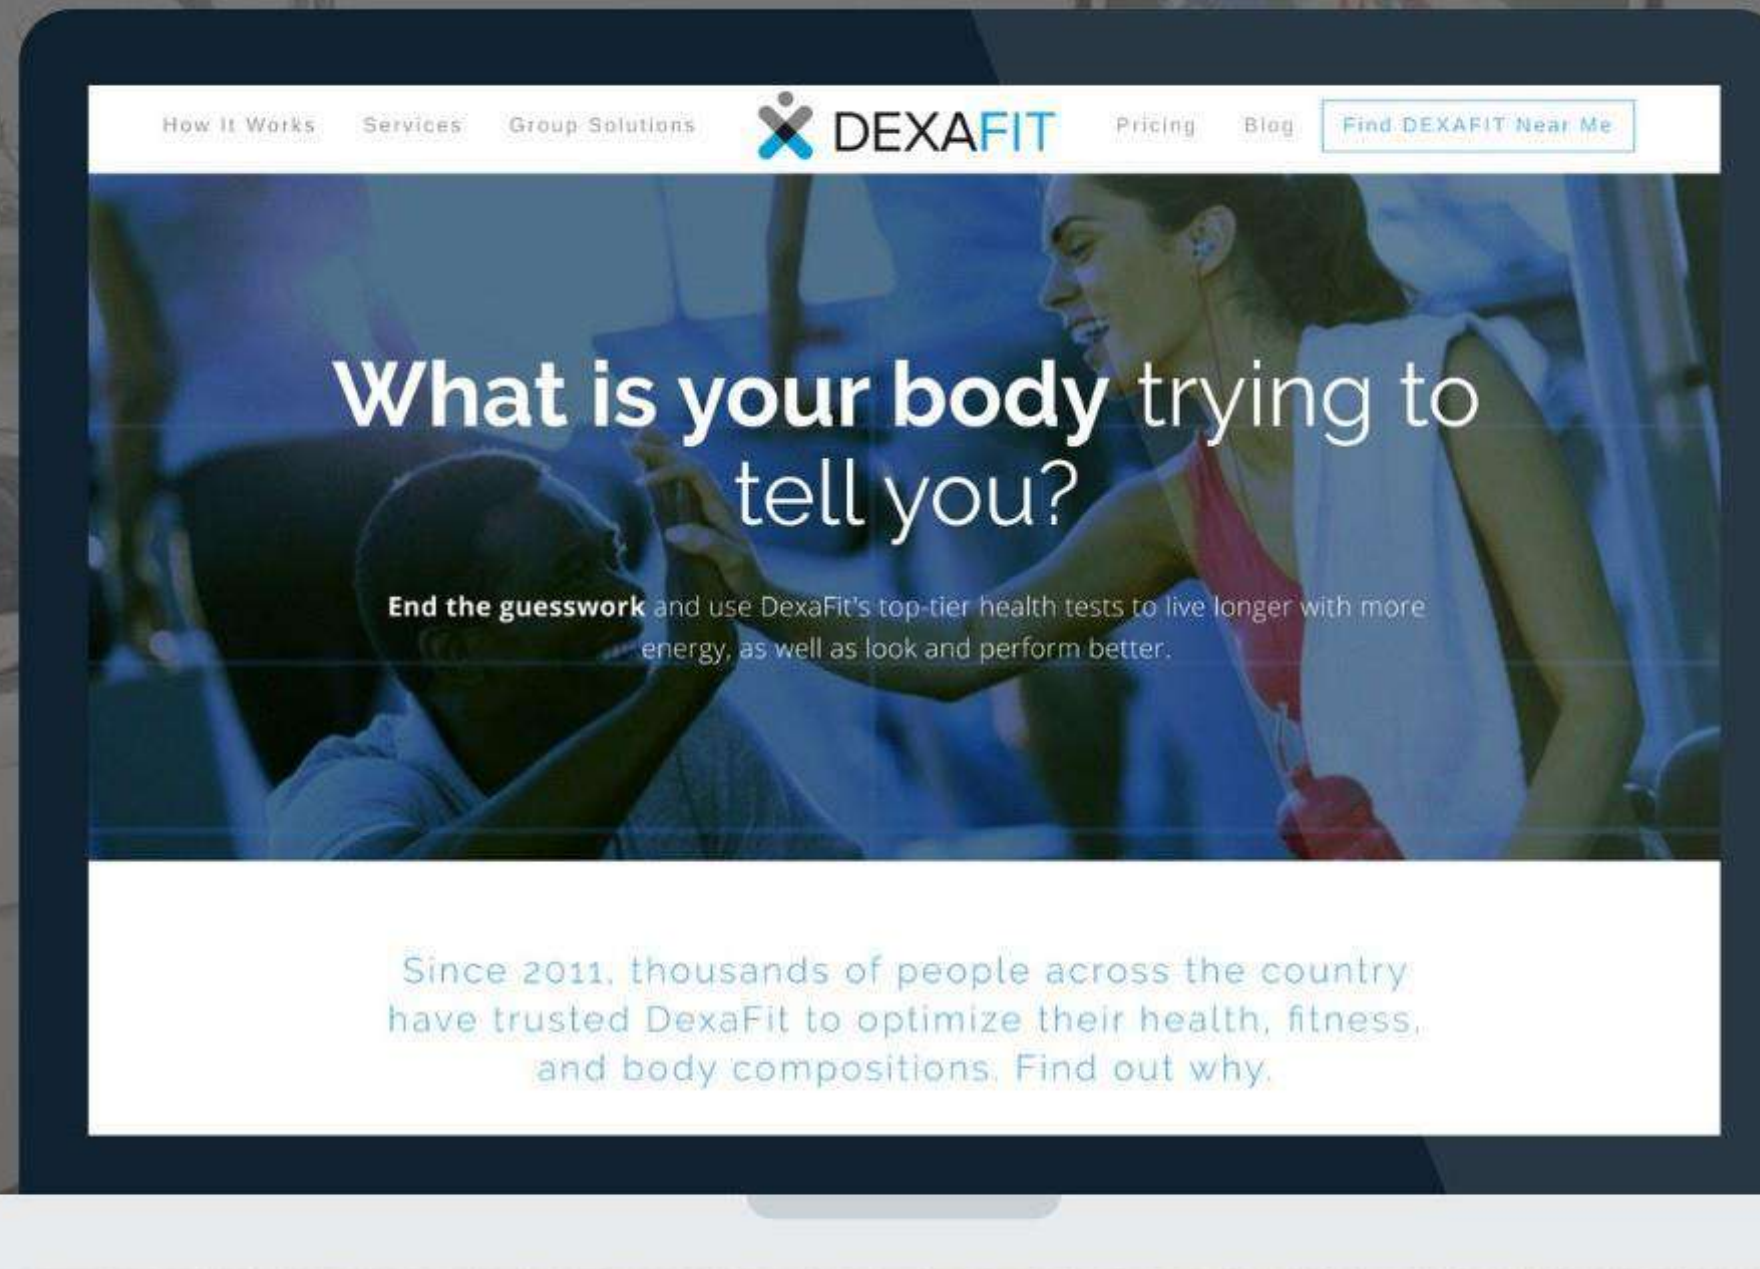 How It Works Services Group Solutions DEXAFIT Pricing Blog Find DEXAFIT Near Me
What is your body trying to
tell you?
End the guesswork and use DexaFit's top-tier health tests to live longer with more
energy, as well as look and perform better.
Since 2011, thousands of people across the country
have trusted DexaFit to optimize their health, fitness,
and body compositions. Find out why.